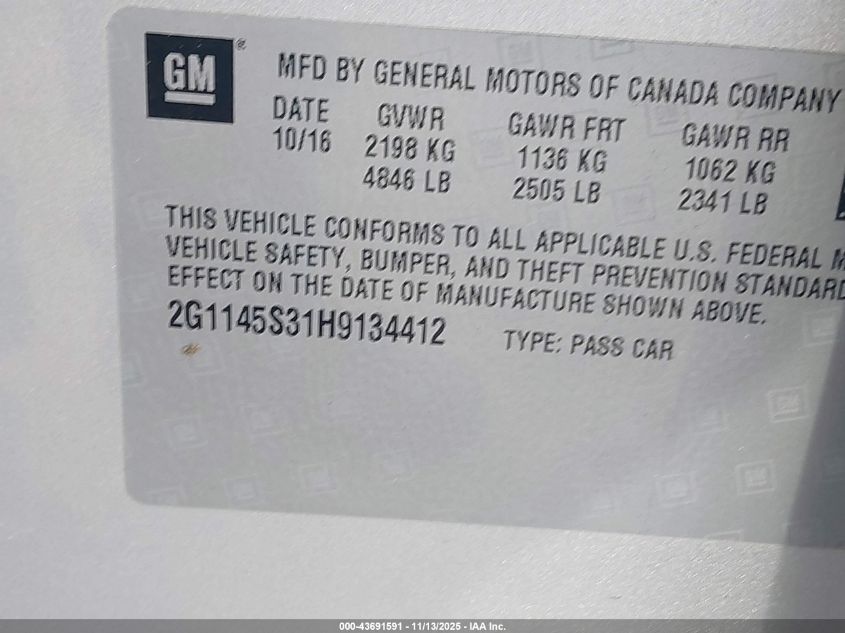 GM ®
MFD BY GENERAL MOTORS OF CANADA COMPANY
DATE GVWR GAWR FRT GAWR RR
10/16 2198 KG 1136 KG 1062 KG
4846 LB 2505 LB 2341 LB
THIS VEHICLE CONFORMS TO ALL APPLICABLE U.S. FEDERAL M
VEHICLE SAFETY, BUMPER, AND THEFT PREVENTION STANDARD
EFFECT ON THE DATE OF MANUFACTURE SHOWN ABOVE.
2G1145S31H9134412 TYPE: PASS CAR
000-43691591 - 11/13/2025 - IAA Inc.